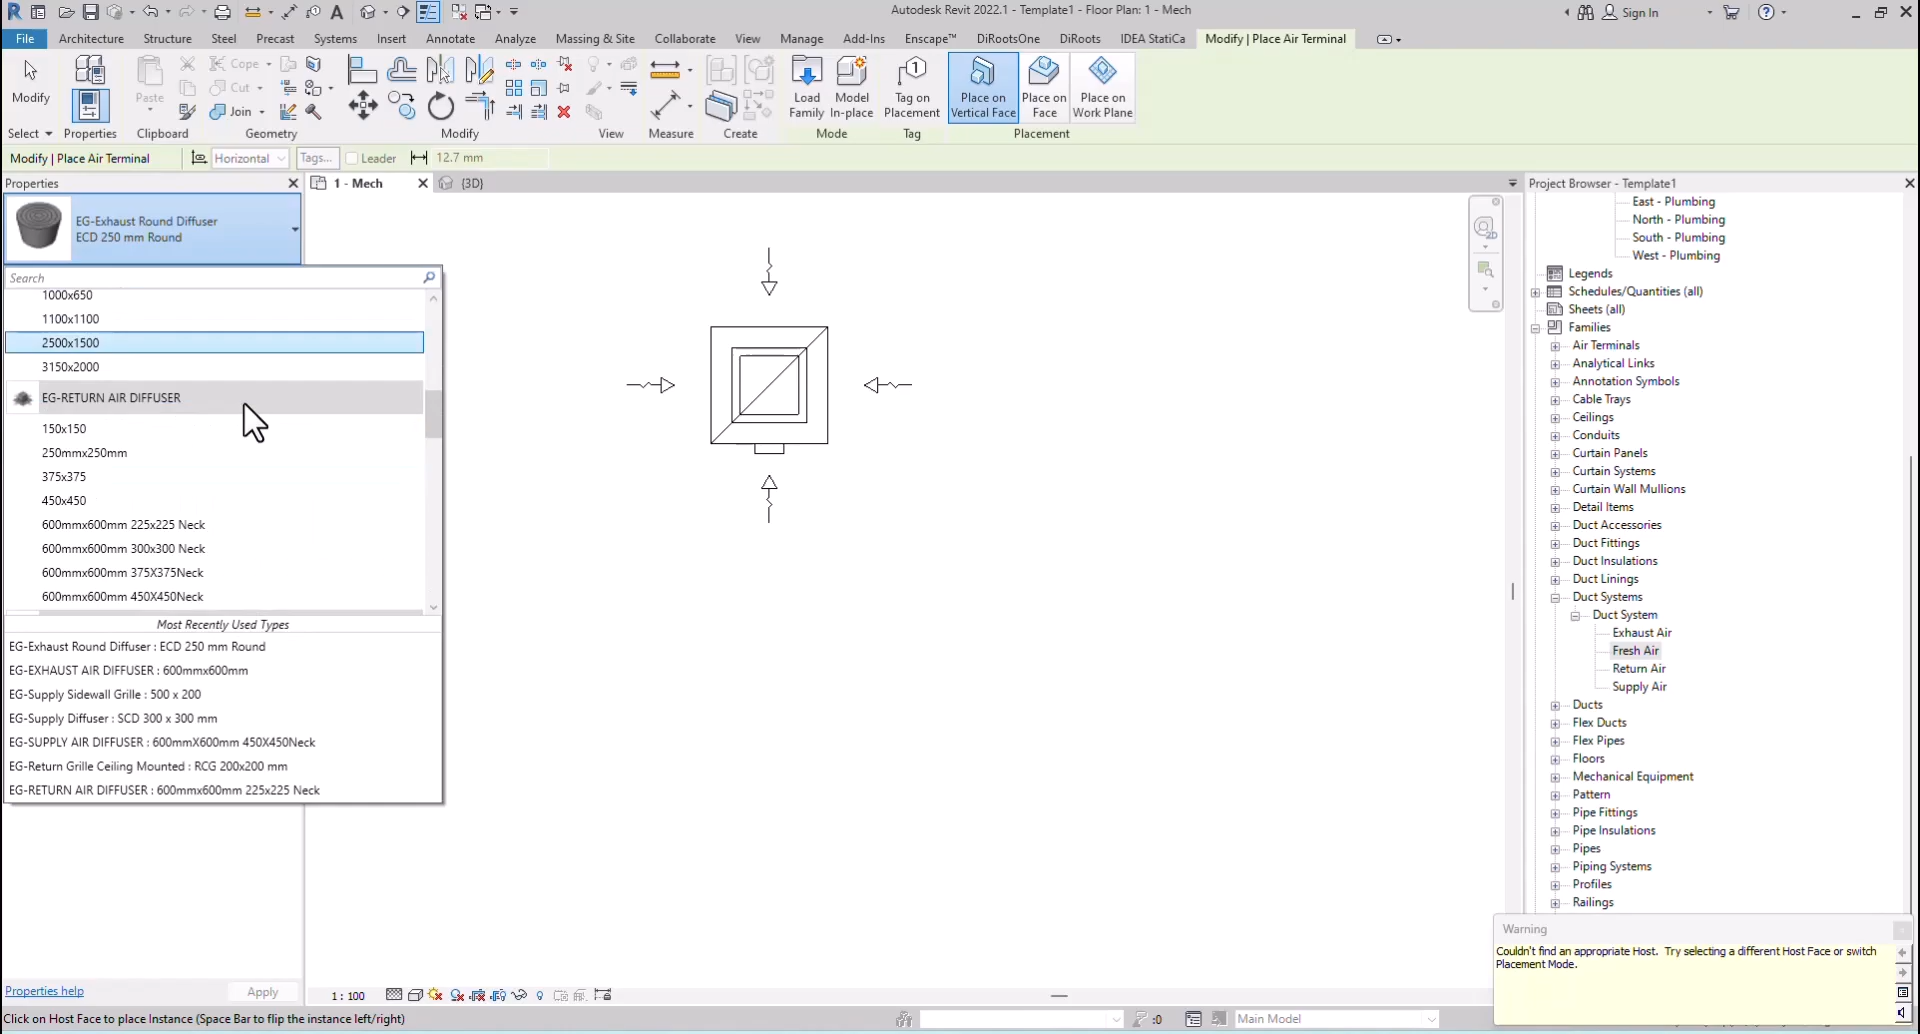 Autodesk Revit 2022.1 - Template1 - Floor Plan: 1 - Mech
Sign In
File Architecture Structure Steel Precast Systems Insert Annotate Analyze Massing & Site Collaborate View Manage Add-Ins Enscape™ DiRootsOne DiRoots IDEA StatiCa Modify | Place Air Terminal
Modify
Paste
Cope
Cut
Join
Load Family
Model In-place
Tag on Placement
Place on Vertical Face
Place on Face
Place on Work Plane
Select Properties Clipboard Geometry Modify View Measure Create Mode Tag Placement
Modify | Place Air Terminal Horizontal Tags... Leader 12.7 mm
Properties
1 - Mech
{3D}
Project Browser - Template1
EG-Exhaust Round Diffuser
ECD 250 mm Round
Search
1000x650
1100x1100
2500x1500
3150x2000
EG-RETURN AIR DIFFUSER
150x150
250mmx250mm
375x375
450x450
600mmx600mm 225x225 Neck
600mmx600mm 300x300 Neck
600mmx600mm 375X375Neck
600mmx600mm 450X450Neck
Most Recently Used Types
EG-Exhaust Round Diffuser : ECD 250 mm Round
EG-EXHAUST AIR DIFFUSER : 600mmx600mm
EG-Supply Sidewall Grille : 500 x 200
EG-Supply Diffuser : SCD 300 x 300 mm
EG-SUPPLY AIR DIFFUSER : 600mmX600mm 450X450Neck
EG-Return Grille Ceiling Mounted : RCG 200x200 mm
EG-RETURN AIR DIFFUSER : 600mmx600mm 225x225 Neck
Properties help
Apply
2D
East - Plumbing
North - Plumbing
South - Plumbing
West - Plumbing
Legends
Schedules/Quantities (all)
Sheets (all)
Families
Air Terminals
Analytical Links
Annotation Symbols
Cable Trays
Ceilings
Conduits
Curtain Panels
Curtain Systems
Curtain Wall Mullions
Detail Items
Duct Accessories
Duct Fittings
Duct Insulations
Duct Linings
Duct Systems
Duct System
Exhaust Air
Fresh Air
Return Air
Supply Air
Ducts
Flex Ducts
Flex Pipes
Floors
Mechanical Equipment
Pattern
Pipe Fittings
Pipe Insulations
Pipes
Piping Systems
Profiles
Railings
Warning
Couldn't find an appropriate Host. Try selecting a different Host Face or switch
Placement Mode.
1 : 100
Click on Host Face to place Instance (Space Bar to flip the instance left/right)
:0
Main Model